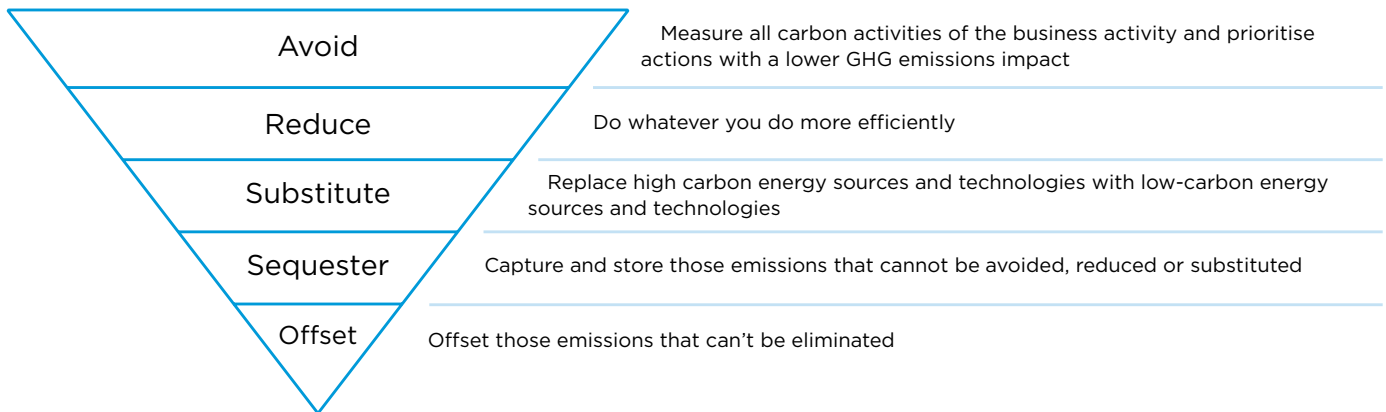 Avoid
Measure all carbon activities of the business activity and prioritise
actions with a lower GHG emissions impact
Reduce
Do whatever you do more efficiently
Substitute
Replace high carbon energy sources and technologies with low-carbon energy
sources and technologies
Sequester
Capture and store those emissions that cannot be avoided, reduced or substituted
Offset
Offset those emissions that can’t be eliminated